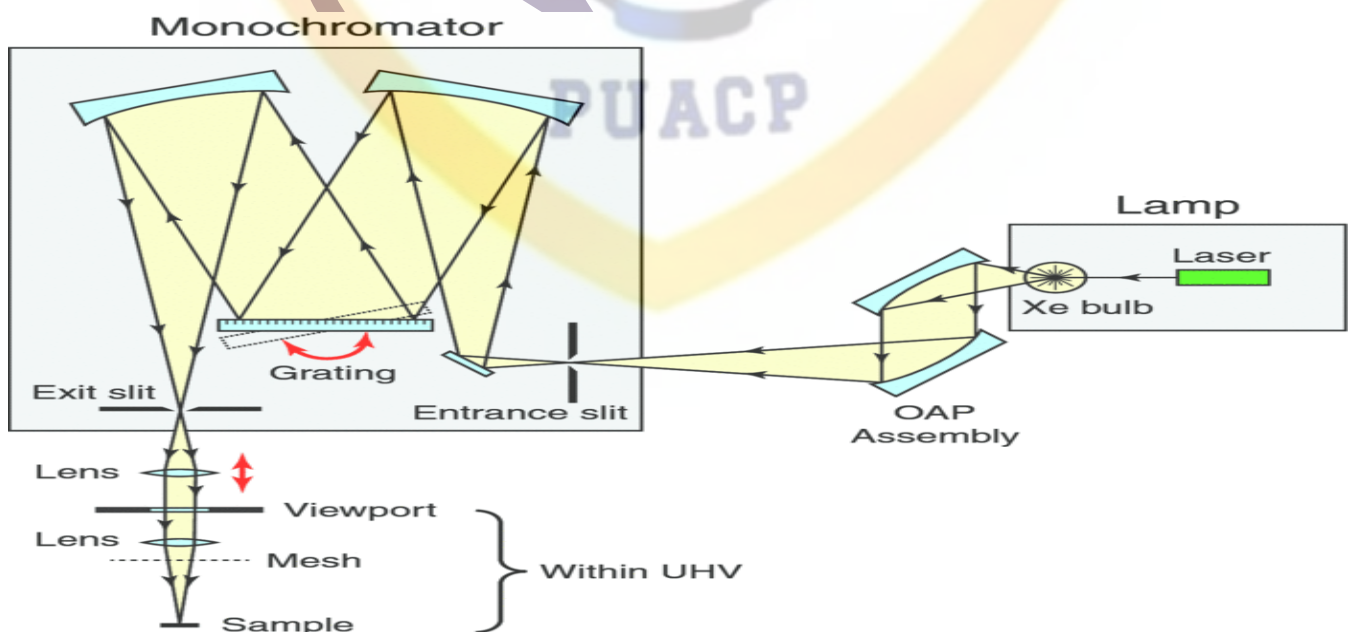 Monochromator
PUACP
Lamp
Laser
Xe bulb
Grating
Exit slit
Entrance slit
OAP
Assembly
Lens
Viewport
Lens
Mesh
Within UHV
Sample